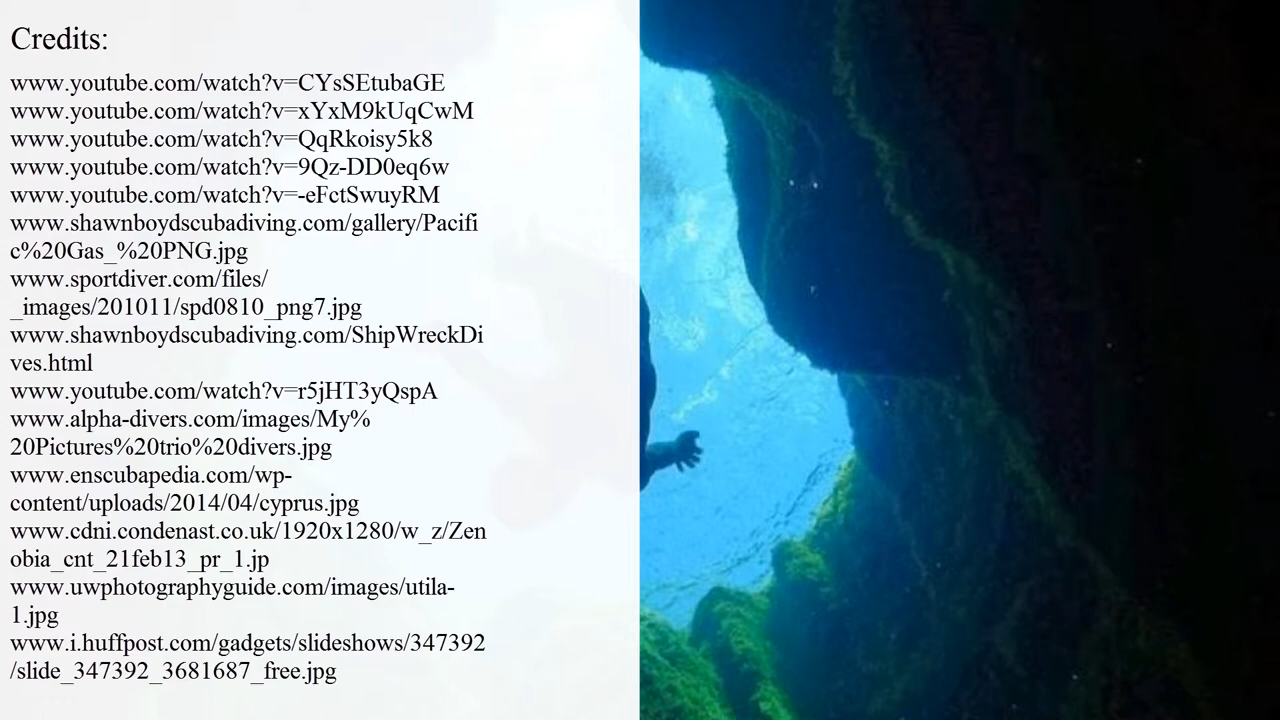 Credits:
www.youtube.com/watch?v=CYsSEtubaGE
www.youtube.com/watch?v=xYxM9kUqCwM
www.youtube.com/watch?v=QqRkoisy5k8
www.youtube.com/watch?v=9Qz-DD0eq6w
www.youtube.com/watch?v=-eFctSwuyRM
www.shawnboydscubadiving.com/gallery/Pacifi
c%20Gas_%20PNG.jpg
www.sportdiver.com/files/
_images/201011/spd0810_png7.jpg
www.shawnboydscubadiving.com/ShipWreckDi
ves.html
www.youtube.com/watch?v=r5jHT3yQspA
www.alpha-divers.com/images/My%
20Pictures%20trio%20divers.jpg
www.enscubapedia.com/wp-
content/uploads/2014/04/cyprus.jpg
www.cdni.condenast.co.uk/1920x1280/w_z/Zen
obia_cnt_21feb13_pr_1.jp
www.uwphotographyguide.com/images/utila-
1.jpg
www.i.huffpost.com/gadgets/slideshows/347392
/slide_347392_3681687_free.jpg